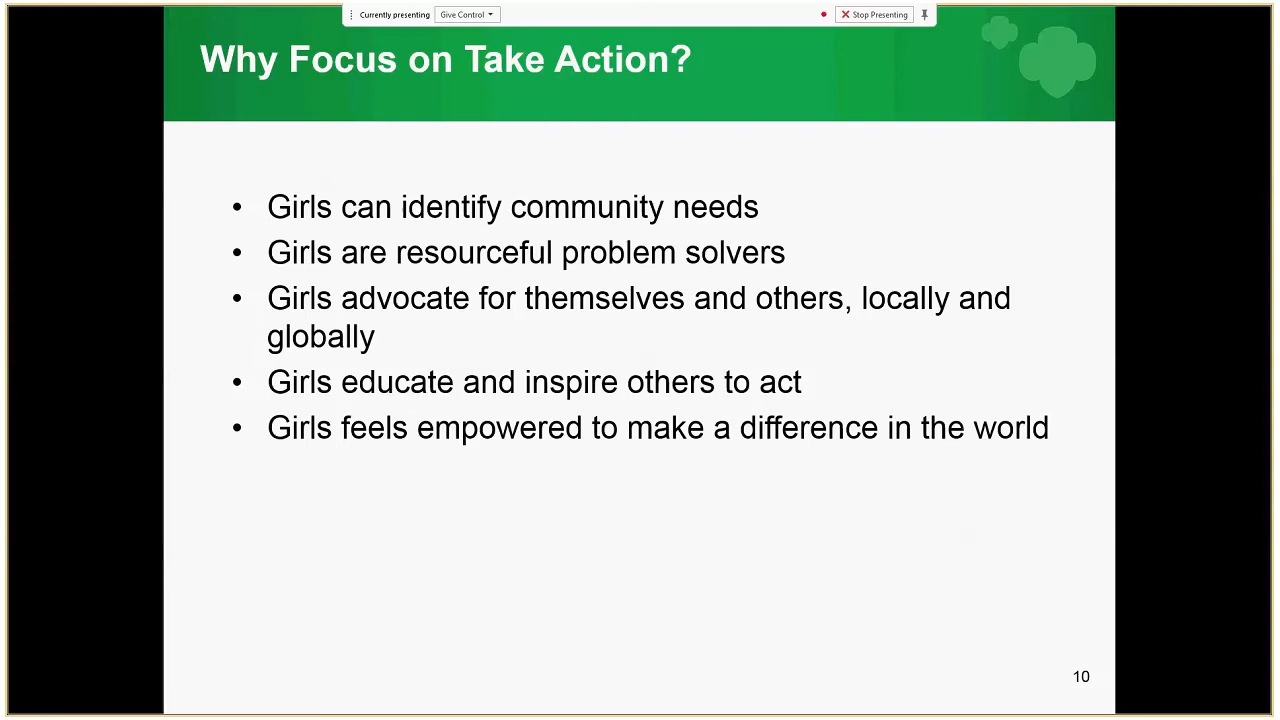 Currently presenting Give Control Stop Presenting
Why Focus on Take Action?
• Girls can identify community needs
• Girls are resourceful problem solvers
• Girls advocate for themselves and others, locally and
globally
• Girls educate and inspire others to act
• Girls feels empowered to make a difference in the world
10